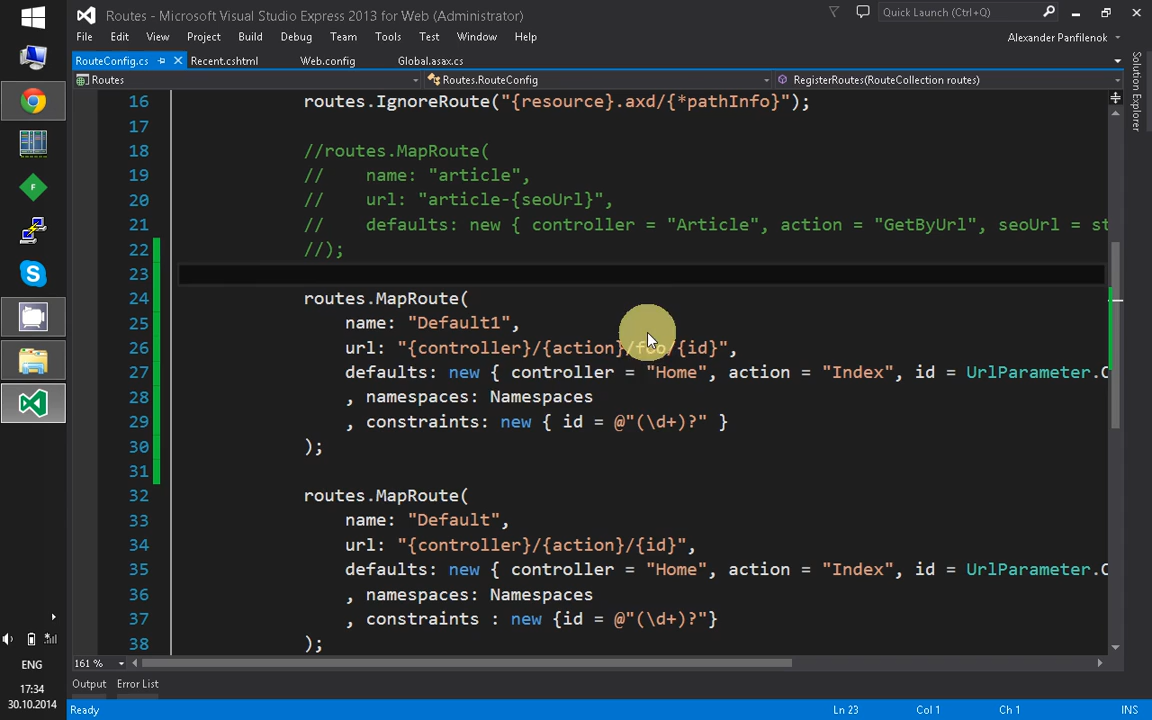 Routes - Microsoft Visual Studio Express 2013 for Web (Administrator)
Quick Launch (Ctrl+Q)
File Edit View Project Build Debug Team Tools Test Window Help
Alexander Panfilenok
RouteConfig.cs Recent.cshtml Web.config Global.asax.cs
Solution Explorer
Routes Routes.RouteConfig RegisterRoutes(RouteCollection routes)
16 routes.IgnoreRoute("{resource}.axd/{*pathInfo}");
17
18 //routes.MapRoute(
19 //    name: "article",
20 //    url: "article-{seoUrl}",
21 //    defaults: new { controller = "Article", action = "GetByUrl", seoUrl = st
22 //);
23
24 routes.MapRoute(
25 name: "Default1",
26 url: "{controller}/{action}/foo/{id}",
27 defaults: new { controller = "Home", action = "Index", id = UrlParameter.
28 , namespaces: Namespaces
29 , constraints: new { id = @"(\d+)?" }
30 );
31
32 routes.MapRoute(
33 name: "Default",
34 url: "{controller}/{action}/{id}",
35 defaults: new { controller = "Home", action = "Index", id = UrlParameter.
36 , namespaces: Namespaces
37 , constraints : new {id = @"(\d+)?"}
38 );
161 %
Output Error List
Ready Ln 23 Col 1 Ch 1 INS
F
ENG
17:34
30.10.2014